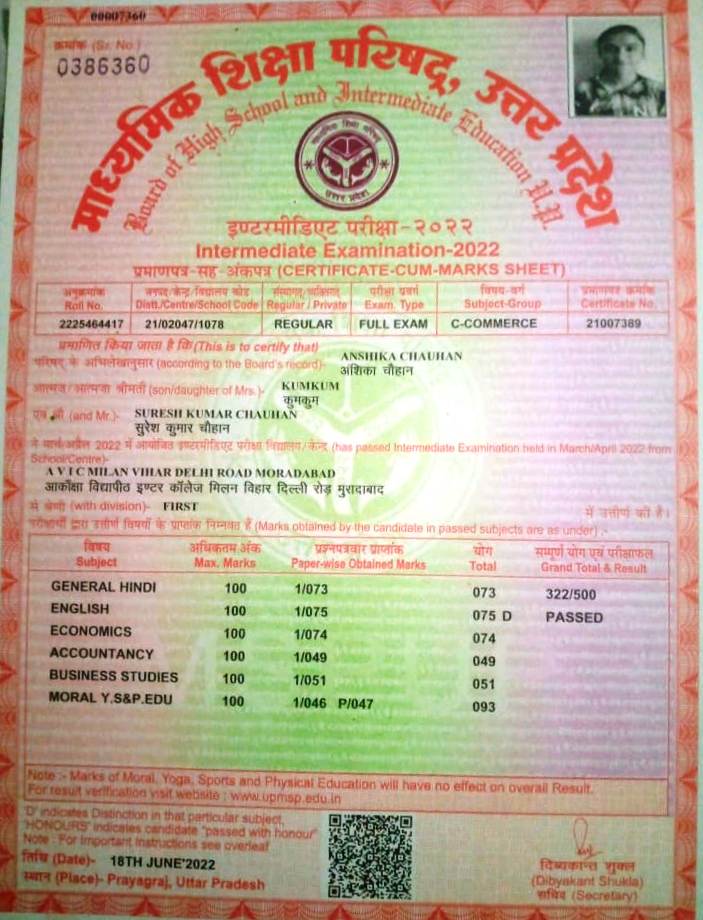 00007360
क्रमांक (Sr. No.)
0386360
माध्यमिक शिक्षा परिषद्, उत्तर प्रदेश
Board of High School and Intermediate Education U.P.
माध्यमिक शिक्षा परिषद
उत्तर प्रदेश
इण्टरमीडिएट परीक्षा-२०२२
Intermediate Examination-2022
प्रमाणपत्र-सह-अंकपत्र (CERTIFICATE-CUM-MARKS SHEET)
अनुक्रमांक जनपद/केन्द्र/विद्यालय कोड संस्थागत/व्यक्तिगत परीक्षा प्रवर्ग विषय-वर्ग प्रमाणपत्र क्रमांक
Roll No. Distt./Centre/School Code Regular / Private Exam. Type Subject-Group Certificate No.
2225464417 21/02047/1078 REGULAR FULL EXAM C-COMMERCE 21007389
प्रमाणित किया जाता है कि (This is to certify that)
परिषद के अभिलेखानुसार (according to the Board's record)- ANSHIKA CHAUHAN
अंशिका चौहान
आत्मज/आत्मजा श्रीमती (son/daughter of Mrs.)- KUMKUM
कुमकुम
एवं श्री (and Mr.)- SURESH KUMAR CHAUHAN
सुरेश कुमार चौहान
ने मार्च/अप्रैल 2022 में आयोजित इण्टरमीडिएट परीक्षा विद्यालय/केन्द्र (has passed Intermediate Examination held in March/April 2022 from
School/Centre)-
A V I C MILAN VIHAR DELHI ROAD MORADABAD
आकाँक्षा विद्यापीठ इण्टर कॉलेज मिलन विहार दिल्ली रोड़ मुरादाबाद
में श्रेणी (with division)- FIRST में उत्तीर्ण की है।
परीक्षार्थी द्वारा उत्तीर्ण विषयों के प्राप्तांक निम्नवत हैं (Marks obtained by the candidate in passed subjects are as under) :-
विषय अधिकतम अंक प्रश्नपत्रवार प्राप्तांक योग सम्पूर्ण योग एवं परीक्षाफल
Subject Max. Marks Paper-wise Obtained Marks Total Grand Total & Result
GENERAL HINDI 100 1/073 073 322/500
ENGLISH 100 1/075 075 D PASSED
ECONOMICS 100 1/074 074
ACCOUNTANCY 100 1/049 049
BUSINESS STUDIES 100 1/051 051
MORAL Y.S&P.EDU 100 1/046 P/047 093
Note :- Marks of Moral, Yoga, Sports and Physical Education will have no effect on overall Result.
For result verification visit website : www.upmsp.edu.in
'D' indicates Distinction in that particular subject,
'HONOURS' indicates candidate "passed with honour"
Note : For Important Instructions see overleaf
तिथि (Date)- 18TH JUNE'2022
स्थान (Place)- Prayagraj, Uttar Pradesh
दिब्यकान्त शुक्ल
(Dibyakant Shukla)
सचिव (Secretary)